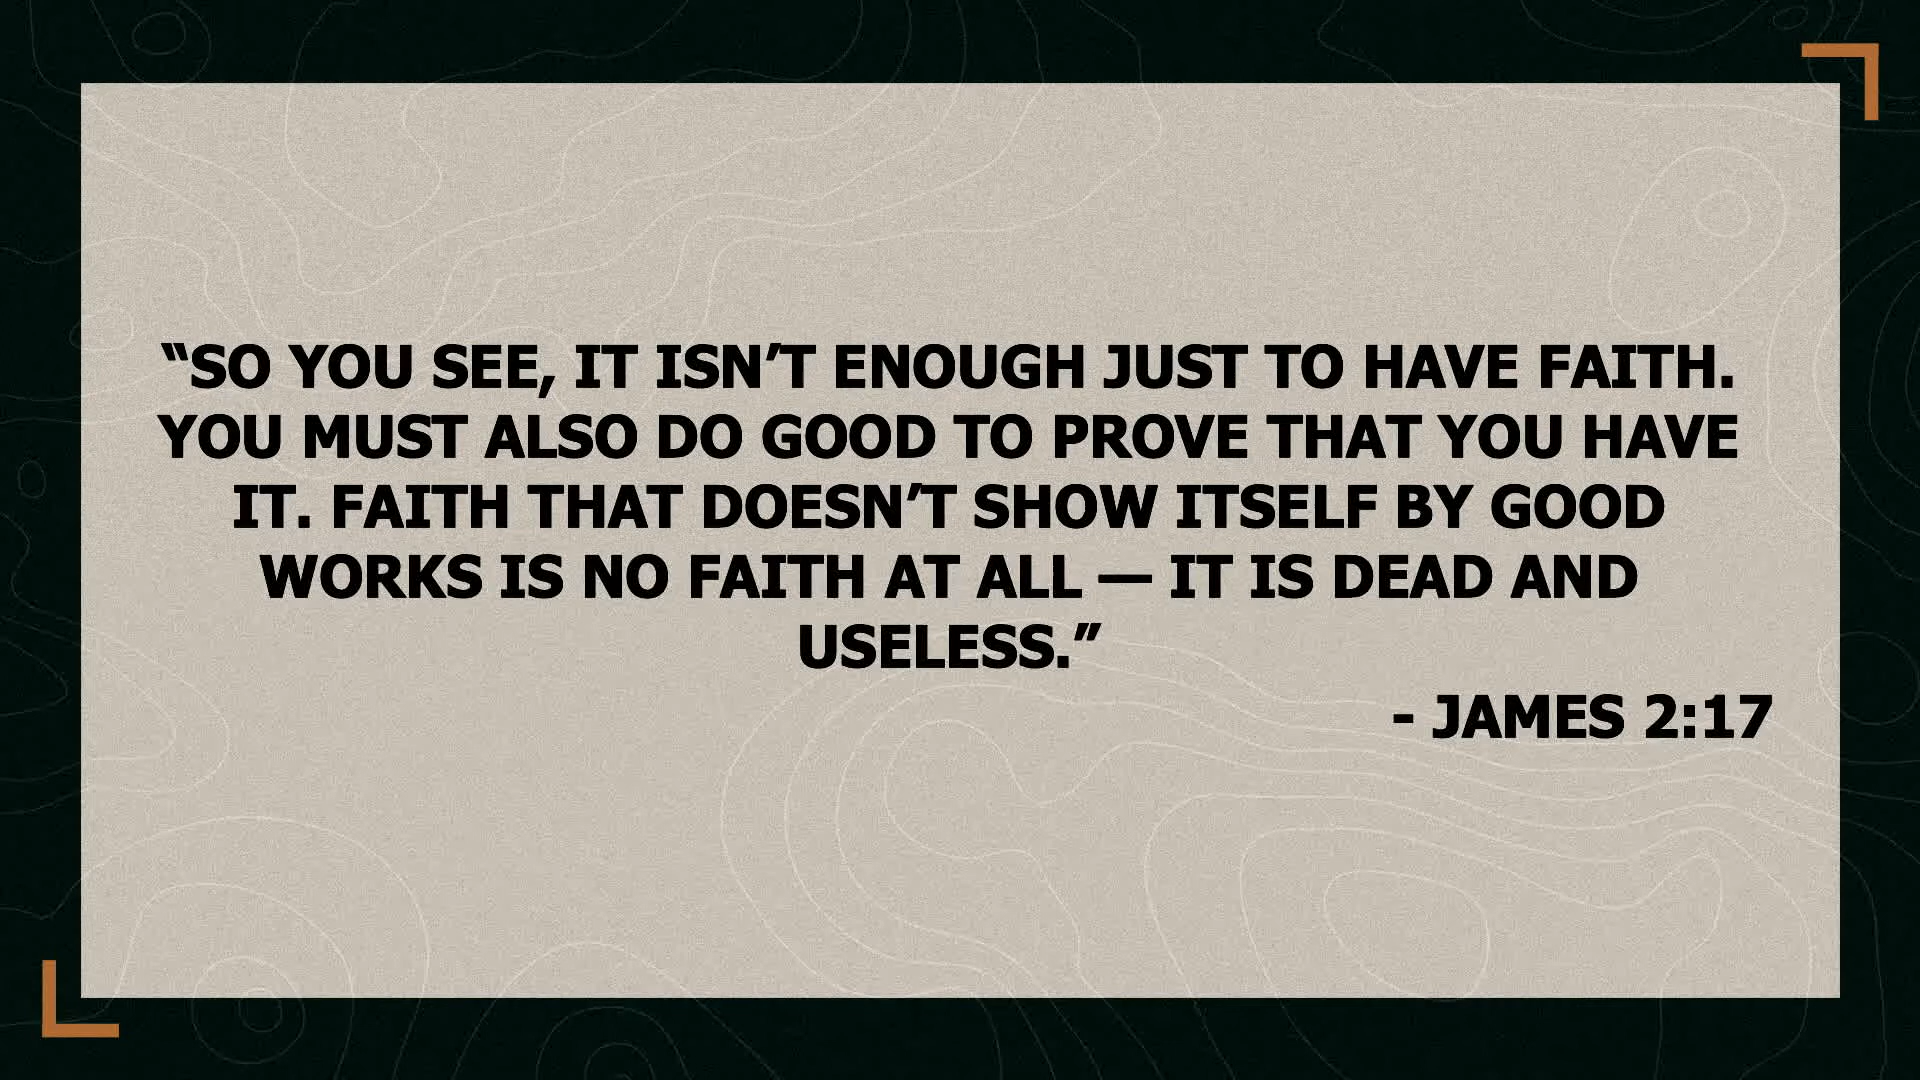 “SO YOU SEE, IT ISN’T ENOUGH JUST TO HAVE FAITH.
YOU MUST ALSO DO GOOD TO PROVE THAT YOU HAVE
IT. FAITH THAT DOESN’T SHOW ITSELF BY GOOD
WORKS IS NO FAITH AT ALL — IT IS DEAD AND
USELESS.”
- JAMES 2:17